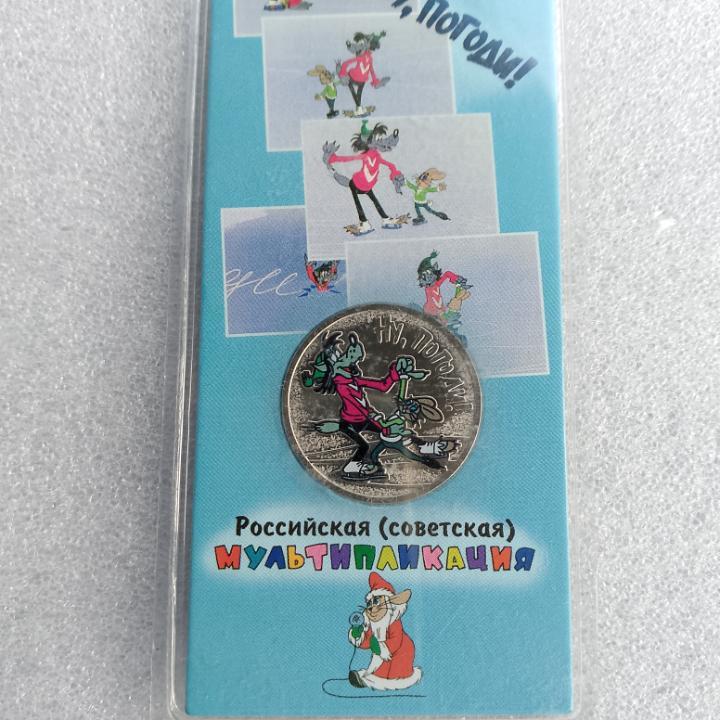 ПОГОДИ!
НУ, ПОГОДИ!
Российская (советская)
МУЛЬТИПЛИКАЦИЯ